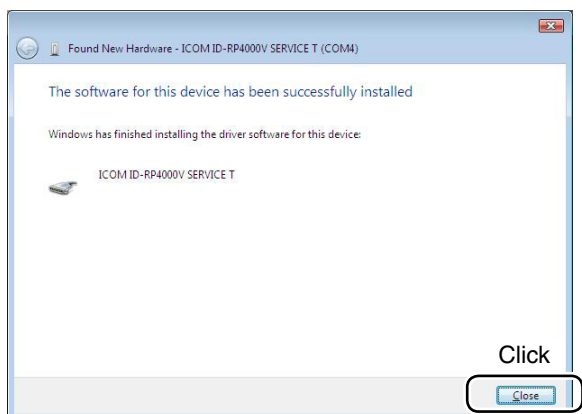 Found New Hardware - ICOM ID-RP4000V SERVICE T (COM4)
The software for this device has been successfully installed
Windows has finished installing the driver software for this device:
ICOM ID-RP4000V SERVICE T
Click
Close